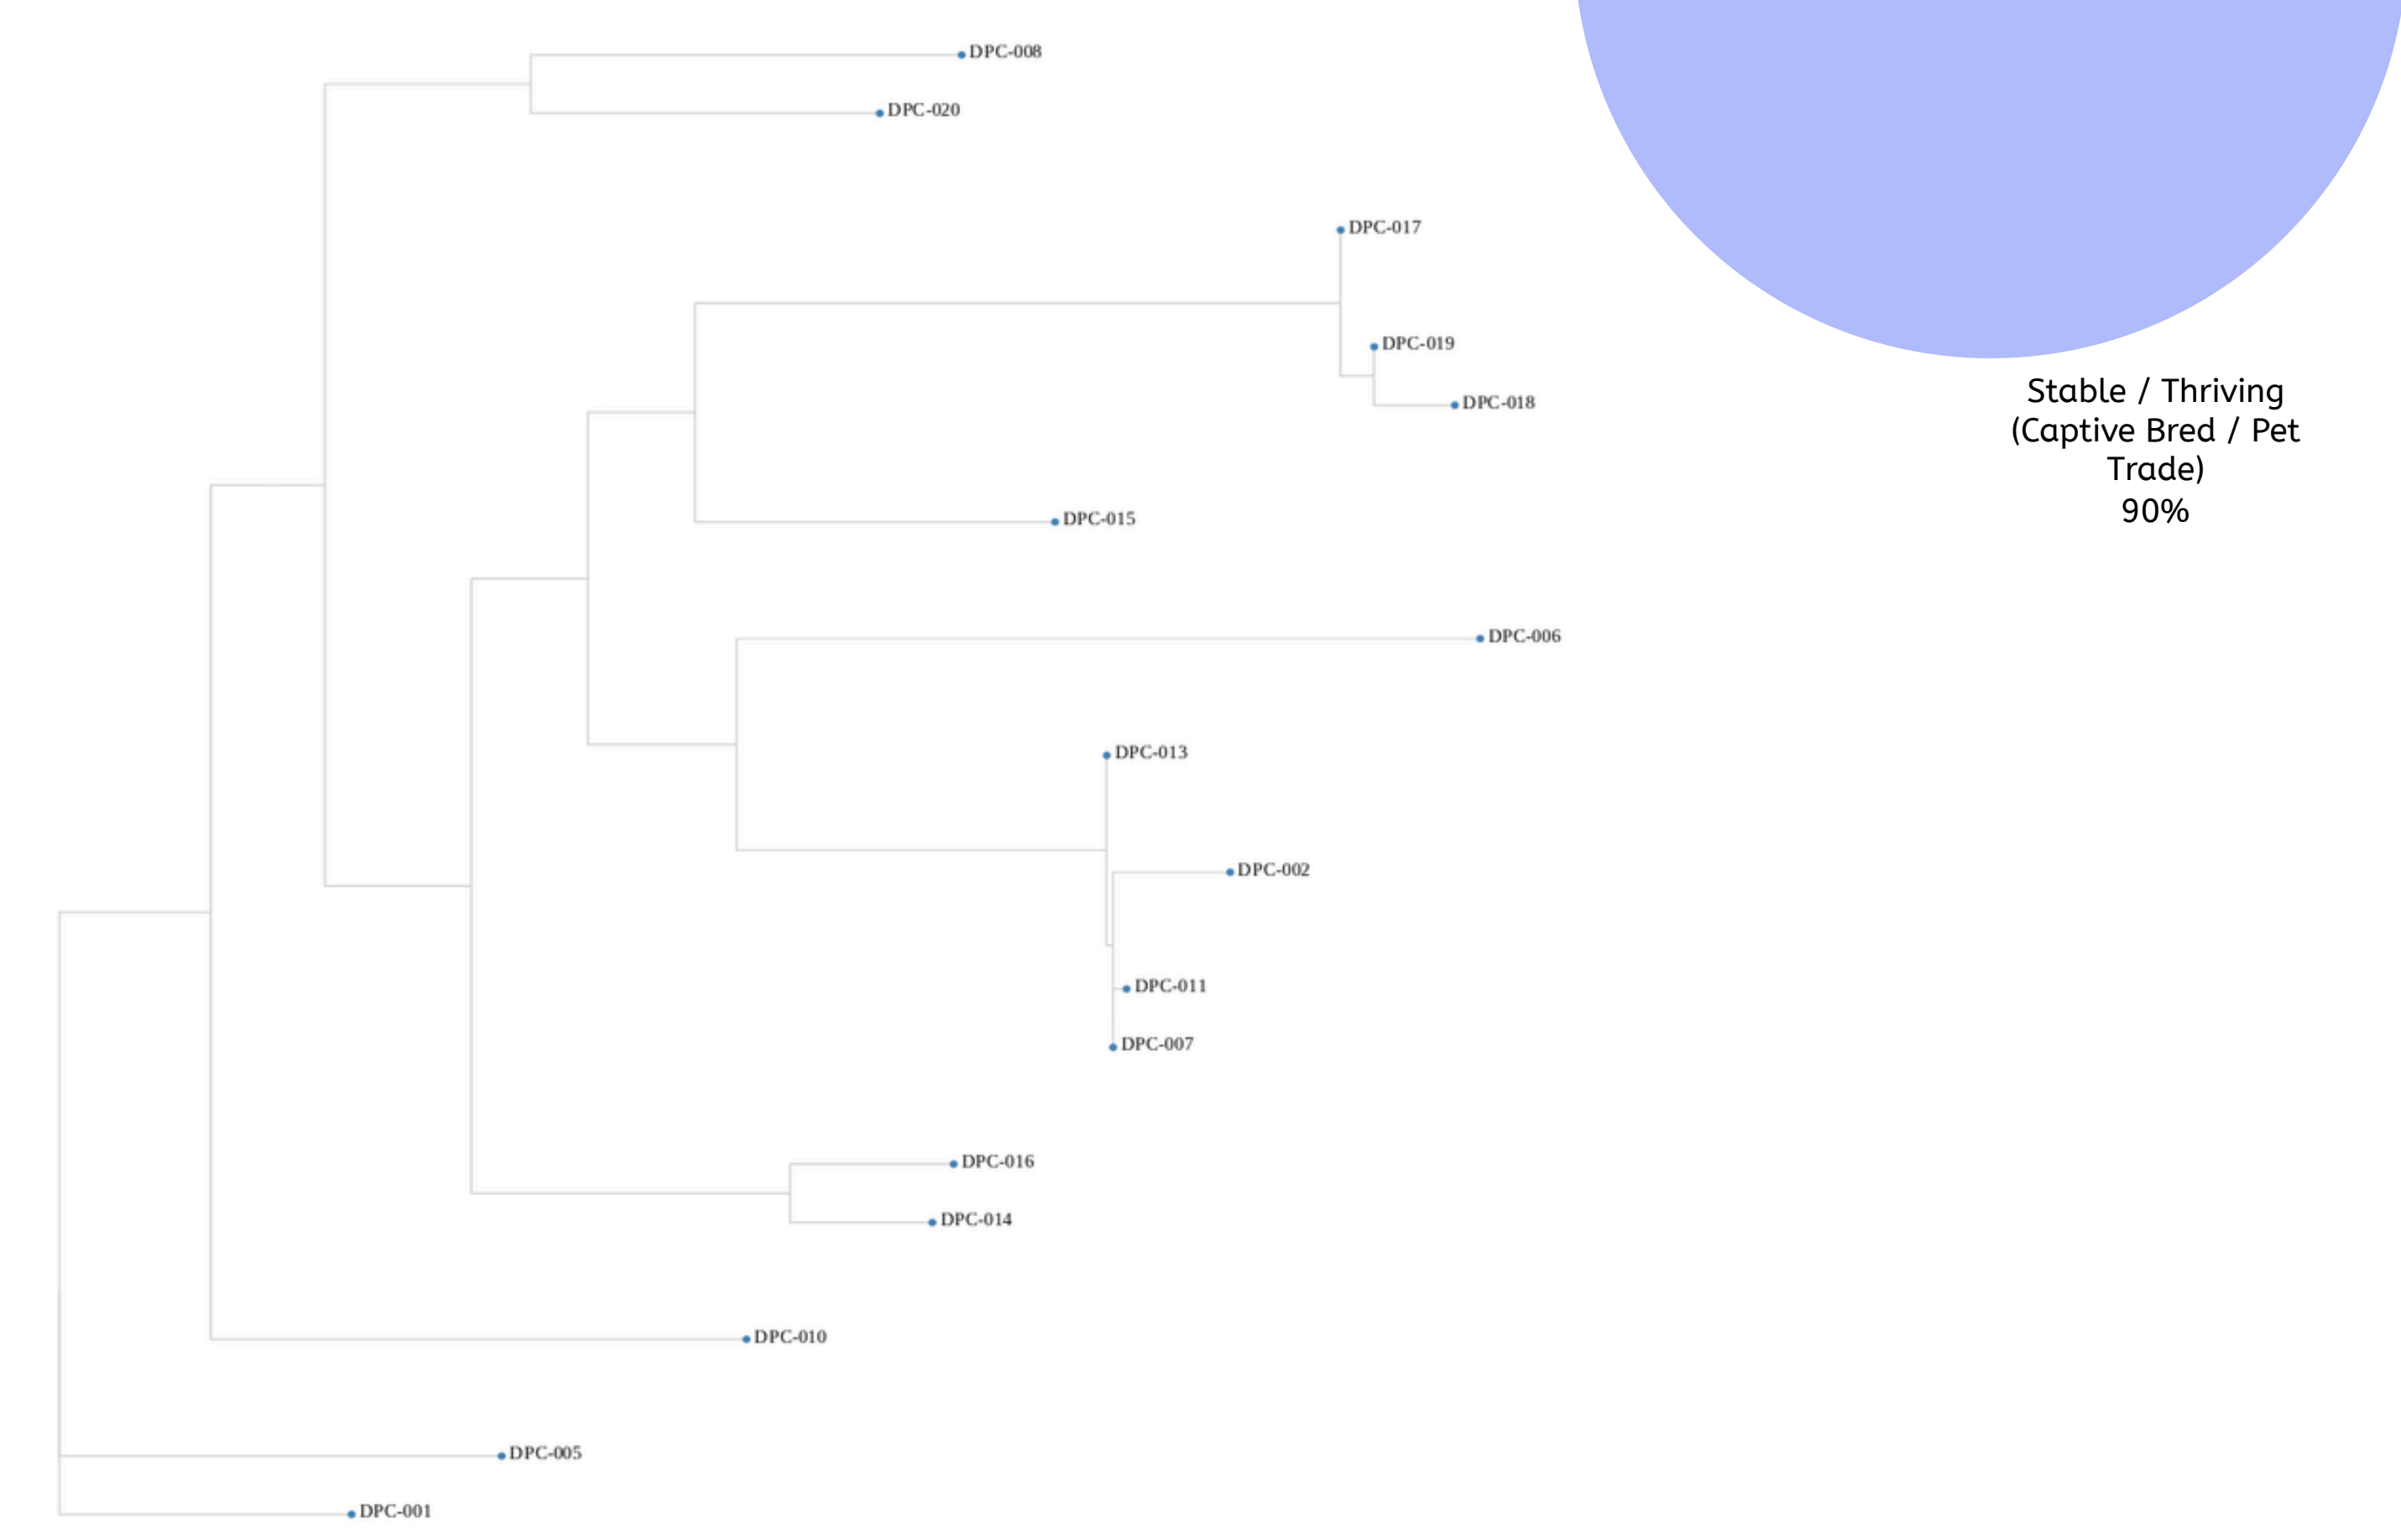 DPC-008
DPC-020
DPC-017
DPC-019
DPC-018
DPC-015
DPC-006
DPC-013
DPC-002
DPC-011
DPC-007
DPC-016
DPC-014
DPC-010
DPC-005
DPC-001
Stable / Thriving
(Captive Bred / Pet
Trade)
90%